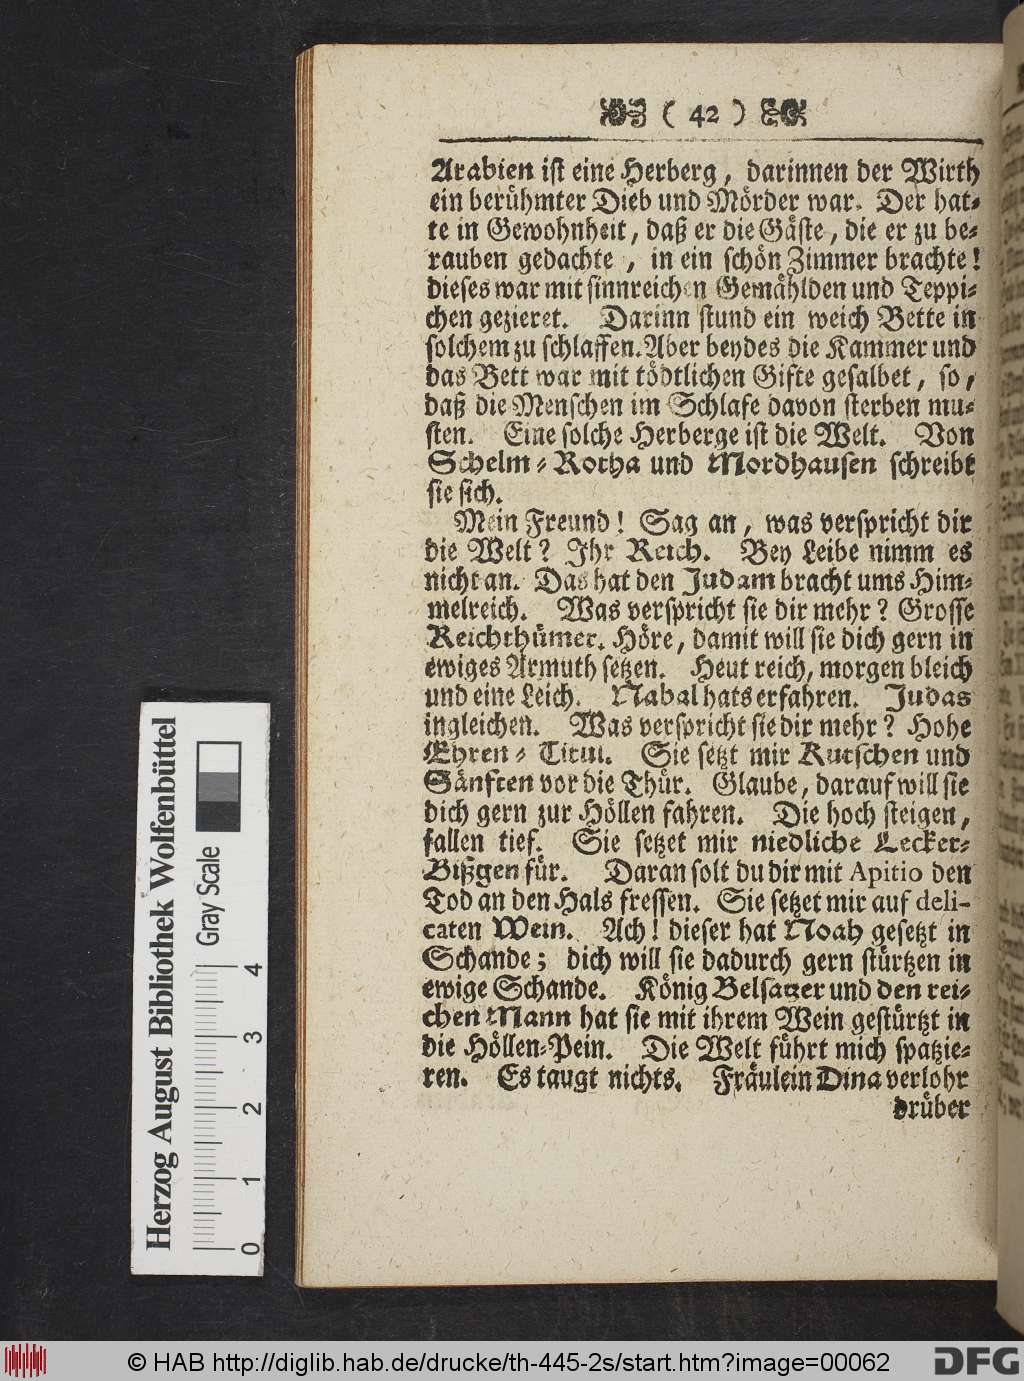 ( 42 )
Arabien ist eine Herberg, darinnen der Wirth
ein berühmter Dieb und Mörder war. Der hat-
te in Gewohnheit, daß er die Gäste, die er zu be-
rauben gedachte, in ein schön Zimmer brachte!
dieses war mit sinnreichen Gemählden und Teppi-
chen gezieret. Darinn stund ein weich Bette in
solchem zu schlaffen. Aber beydes die Kammer und
das Bett war mit tödtlichen Gifte gesalbet, so,
daß die Menschen im Schlafe davon sterben mu-
sten. Eine solche Herberge ist die Welt. Von
Schelm-Rotha und Mordhausen schreibt
sie sich.
Mein Freund! Sag an, was verspricht dir
die Welt? Ihr Reich. Bey Leibe nimm es
nicht an. Das hat den Judam bracht ums Him-
melreich. Was verspricht sie dir mehr? Grosse
Reichthümer. Höre, damit will sie dich gern in
ewiges Armuth setzen. Heut reich, morgen bleich
und eine Leich. Nabal hats erfahren. Judas
ingleichen. Was verspricht sie dir mehr? Hohe
Ehren-Titul. Sie setzt mir Kutschen und
Sänften vor die Thür. Glaube, darauf will sie
dich gern zur Höllen fahren. Die hoch steigen,
fallen tief. Sie setzet mir niedliche Lecker-
Bißgen für. Daran solt du dir mit Apitio den
Tod an den Hals fressen. Sie setzet mir auf deli-
caten Wein. Ach! dieser hat Noah gesetzt in
Schande; dich will sie dadurch gern stürtzen in
ewige Schande. König Belsatzer und den rei-
chen Mann hat sie mit ihrem Wein gestürtzt in
die Höllen-Pein. Die Welt führt mich spatzie-
ren. Es taugt nichts. Fräulein Dina verlohr
drüber
Herzog August Bibliothek Wolfenbüttel
Gray Scale
0 1 2 3 4
© HAB http://diglib.hab.de/drucke/th-445-2s/start.htm?image=00062
DFG